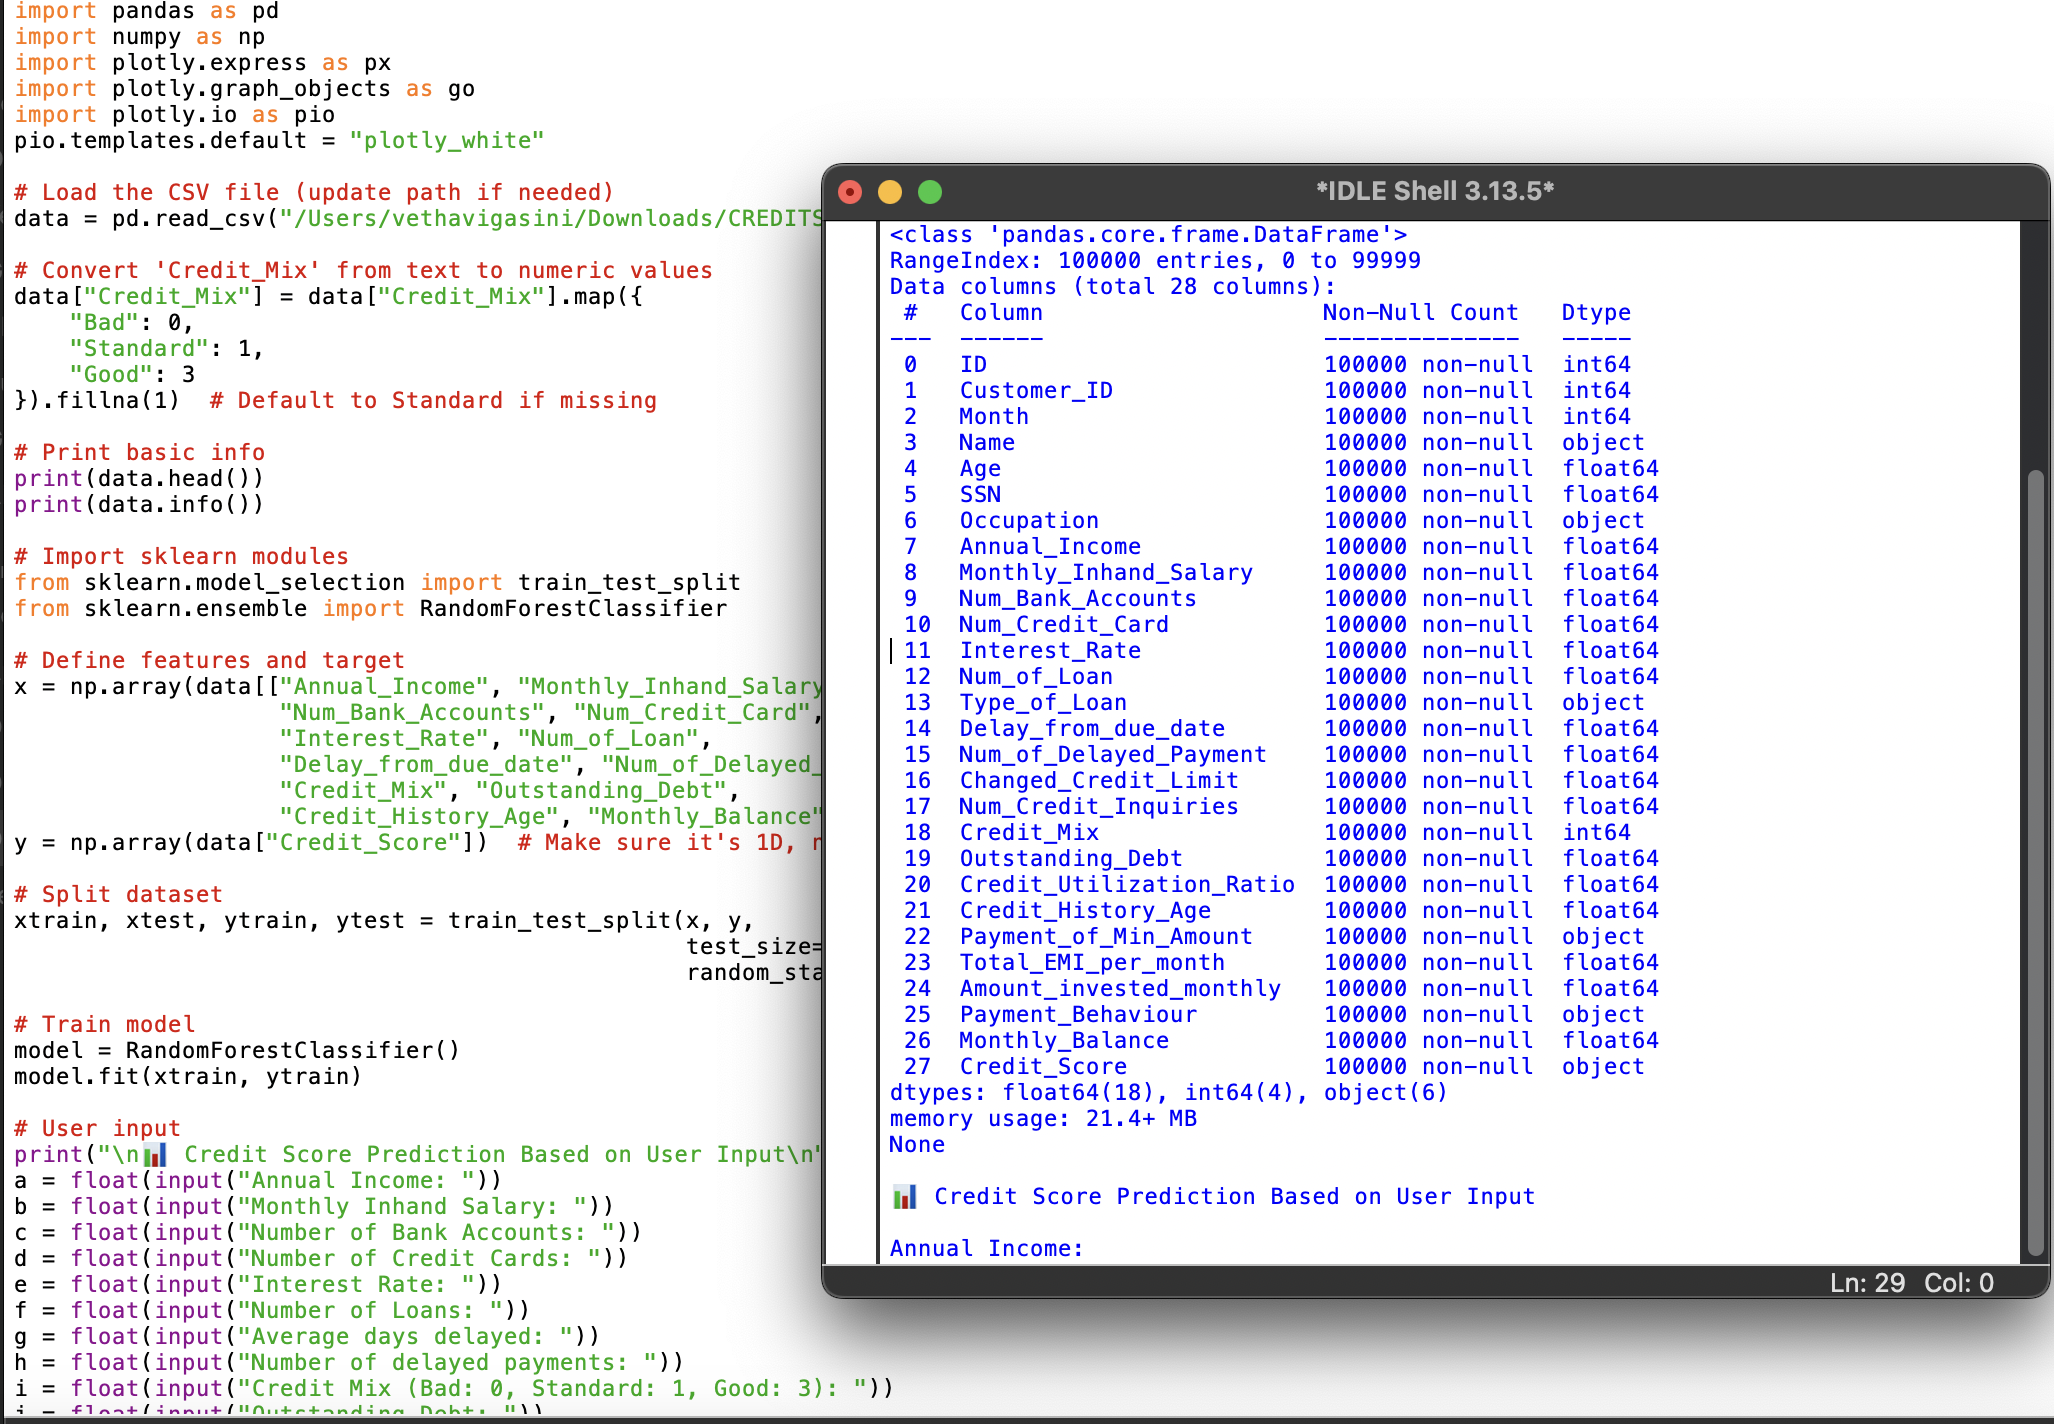 import pandas as pd
import numpy as np
import plotly.express as px
import plotly.graph_objects as go
import plotly.io as pio
pio.templates.default = "plotly_white"
# Load the CSV file (update path if needed)
data = pd.read_csv("/Users/vethavigasini/Downloads/CREDITS
# Convert 'Credit_Mix' from text to numeric values
data["Credit_Mix"] = data["Credit_Mix"].map({
    "Bad": 0,
    "Standard": 1,
    "Good": 3
}).fillna(1)  # Default to Standard if missing
# Print basic info
print(data.head())
print(data.info())
# Import sklearn modules
from sklearn.model_selection import train_test_split
from sklearn.ensemble import RandomForestClassifier
# Define features and target
x = np.array(data[["Annual_Income", "Monthly_Inhand_Salary
                   "Num_Bank_Accounts", "Num_Credit_Card",
                   "Interest_Rate", "Num_of_Loan",
                   "Delay_from_due_date", "Num_of_Delayed_
                   "Credit_Mix", "Outstanding_Debt",
                   "Credit_History_Age", "Monthly_Balance"
y = np.array(data["Credit_Score"])  # Make sure it's 1D,
# Split dataset
xtrain, xtest, ytrain, ytest = train_test_split(x, y,
                                                test_size=
                                                random_sta
# Train model
model = RandomForestClassifier()
model.fit(xtrain, ytrain)
# User input
print("\n📊 Credit Score Prediction Based on User Input\n"
a = float(input("Annual Income: "))
b = float(input("Monthly Inhand Salary: "))
c = float(input("Number of Bank Accounts: "))
d = float(input("Number of Credit Cards: "))
e = float(input("Interest Rate: "))
f = float(input("Number of Loans: "))
g = float(input("Average days delayed: "))
h = float(input("Number of delayed payments: "))
i = float(input("Credit Mix (Bad: 0, Standard: 1, Good: 3): "))
j = float(input("Outstanding Debt: "))
*IDLE Shell 3.13.5*
<class 'pandas.core.frame.DataFrame'>
RangeIndex: 100000 entries, 0 to 99999
Data columns (total 28 columns):
 #   Column                    Non-Null Count   Dtype
---  ------                    --------------   -----
 0   ID                        100000 non-null  int64
 1   Customer_ID               100000 non-null  int64
 2   Month                     100000 non-null  int64
 3   Name                      100000 non-null  object
 4   Age                       100000 non-null  float64
 5   SSN                       100000 non-null  float64
 6   Occupation                100000 non-null  object
 7   Annual_Income             100000 non-null  float64
 8   Monthly_Inhand_Salary     100000 non-null  float64
 9   Num_Bank_Accounts         100000 non-null  float64
 10  Num_Credit_Card           100000 non-null  float64
 11  Interest_Rate             100000 non-null  float64
 12  Num_of_Loan               100000 non-null  float64
 13  Type_of_Loan              100000 non-null  object
 14  Delay_from_due_date       100000 non-null  float64
 15  Num_of_Delayed_Payment    100000 non-null  float64
 16  Changed_Credit_Limit      100000 non-null  float64
 17  Num_Credit_Inquiries      100000 non-null  float64
 18  Credit_Mix                100000 non-null  int64
 19  Outstanding_Debt          100000 non-null  float64
 20  Credit_Utilization_Ratio  100000 non-null  float64
 21  Credit_History_Age        100000 non-null  float64
 22  Payment_of_Min_Amount     100000 non-null  object
 23  Total_EMI_per_month       100000 non-null  float64
 24  Amount_invested_monthly   100000 non-null  float64
 25  Payment_Behaviour         100000 non-null  object
 26  Monthly_Balance           100000 non-null  float64
 27  Credit_Score              100000 non-null  object
dtypes: float64(18), int64(4), object(6)
memory usage: 21.4+ MB
None
📊 Credit Score Prediction Based on User Input
Annual Income:
Ln: 29 Col: 0